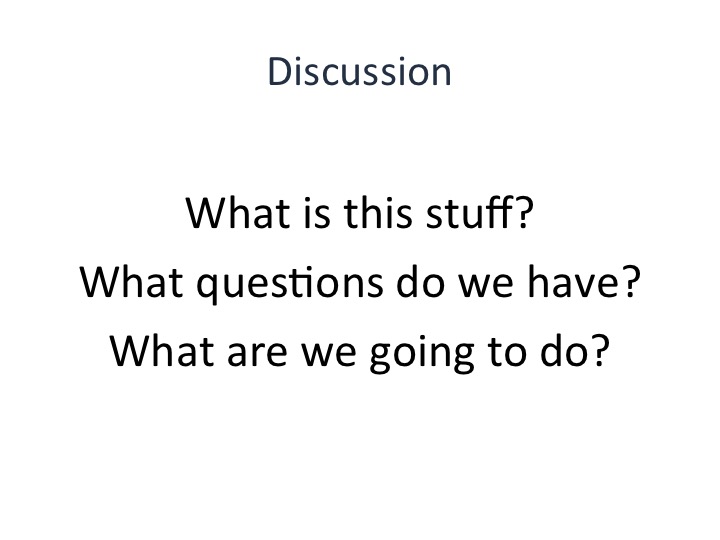 Discussion
What is this stuff?
What questions do we have?
What are we going to do?